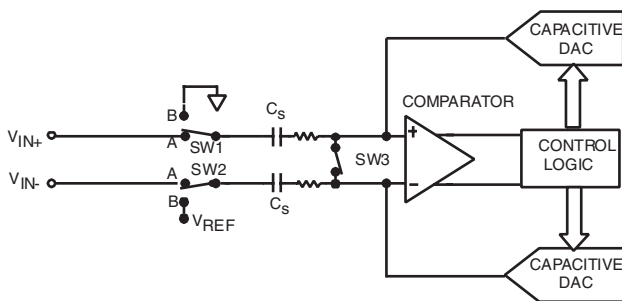 CAPACITIVE
DAC
B
COMPARATOR
C_S
V_IN+
A
SW1
+
SW3
CONTROL
LOGIC
V_IN-
A
SW2
−
B
C_S
V_REF
CAPACITIVE
DAC